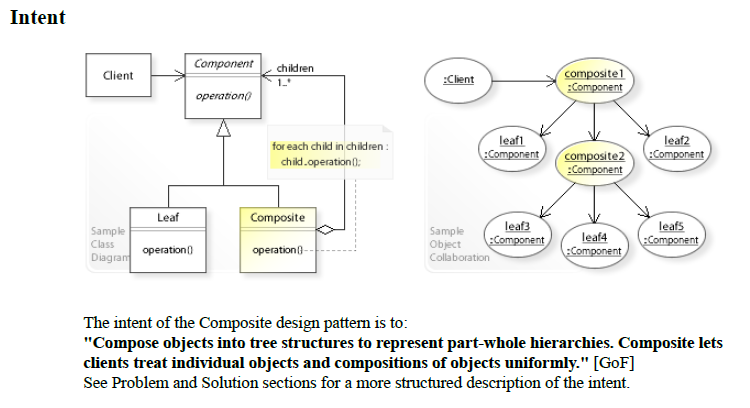 Intent
Client
Component
operation()
children
1..*
for each child in children :
child.operation();
Leaf
operation()
Composite
operation()
Sample
Class
Diagram
:Client
composite1
:Component
leaf1
:Component
composite2
:Component
leaf2
:Component
leaf3
:Component
leaf4
:Component
leaf5
:Component
Sample
Object
Collaboration
The intent of the Composite design pattern is to:
"Compose objects into tree structures to represent part-whole hierarchies. Composite lets
clients treat individual objects and compositions of objects uniformly." [GoF]
See Problem and Solution sections for a more structured description of the intent.